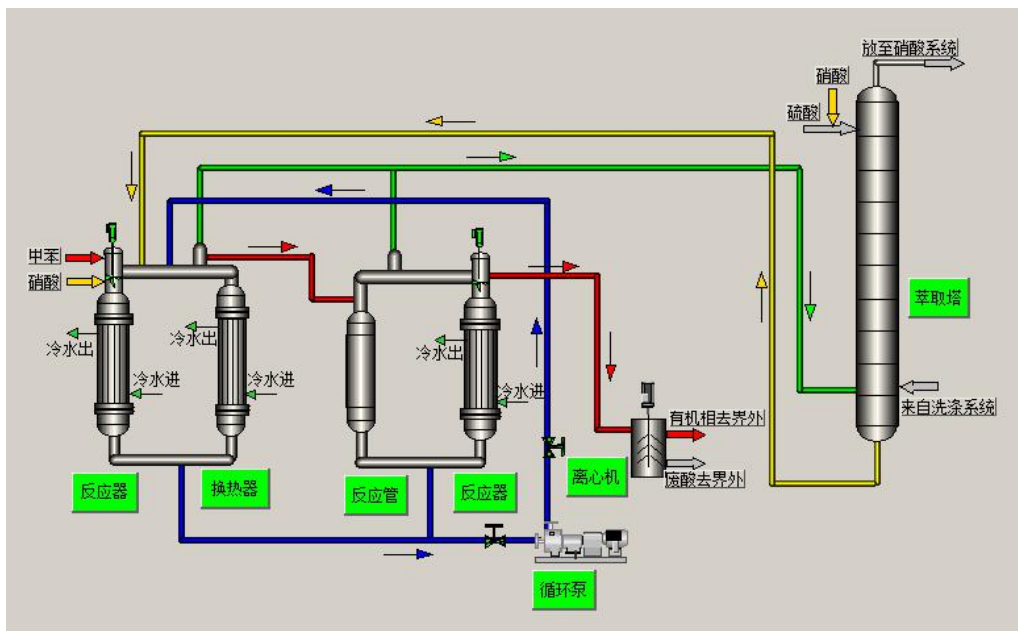 放至硝酸系统
硝酸
硫酸
甲苯
硝酸
冷水出
冷水出
冷水出
冷水进
冷水进
冷水进
萃取塔
来自洗涤系统
有机相去界外
废酸去界外
反应器
换热器
反应管
反应器
离心机
循环泵